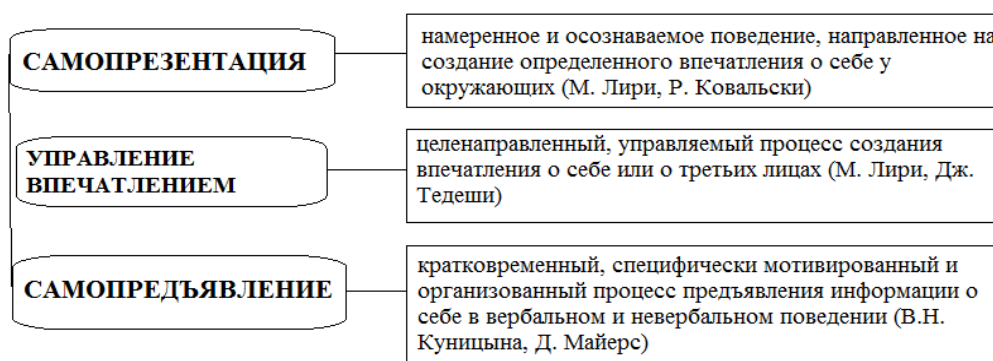 САМОПРЕЗЕНТАЦИЯ
намеренное и осознаваемое поведение, направленное на
создание определенного впечатления о себе у
окружающих (М. Лири, Р. Ковальски)
УПРАВЛЕНИЕ
ВПЕЧАТЛЕНИЕМ
целенаправленный, управляемый процесс создания
впечатления о себе или о третьих лицах (М. Лири, Дж.
Тедеши)
САМОПРЕДЪЯВЛЕНИЕ
кратковременный, специфически мотивированный и
организованный процесс предъявления информации о
себе в вербальном и невербальном поведении (В.Н.
Куницына, Д. Майерс)